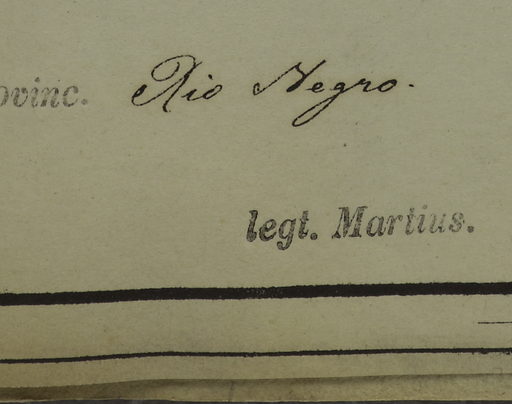 ovinc. Rio Negro.
legt. Martius.